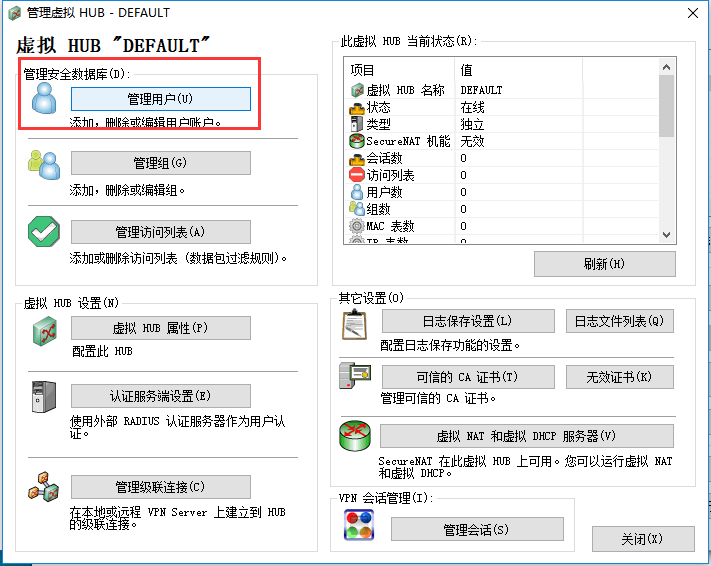 管理虚拟 HUB - DEFAULT
虚拟 HUB "DEFAULT"
管理安全数据库(D):
管理用户(U)
添加，删除或编辑用户账户。
管理组(G)
添加，删除或编辑组。
管理访问列表(A)
添加或删除访问列表 (数据包过滤规则)。
虚拟 HUB 设置(N)
虚拟 HUB 属性(P)
配置此 HUB
认证服务端设置(E)
使用外部 RADIUS 认证服务器作为用户认
证。
管理级联连接(C)
在本地或远程 VPN Server 上建立到 HUB
的级联连接。
此虚拟 HUB 当前状态(R):
项目 值
虚拟 HUB 名称 DEFAULT
状态 在线
类型 独立
SecureNAT 机能 无效
会话数 0
访问列表 0
用户数 0
组数 0
MAC 表数 0
IP 表数 0
刷新(H)
其它设置(O)
日志保存设置(L) 日志文件列表(Q)
配置日志保存功能的设置。
可信的 CA 证书(T) 无效证书(K)
管理可信的 CA 证书。
虚拟 NAT 和虚拟 DHCP 服务器(V)
SecureNAT 在此虚拟 HUB 上可用。您可以运行虚拟 NAT
和虚拟 DHCP。
VPN 会话管理(I):
管理会话(S)
关闭(X)